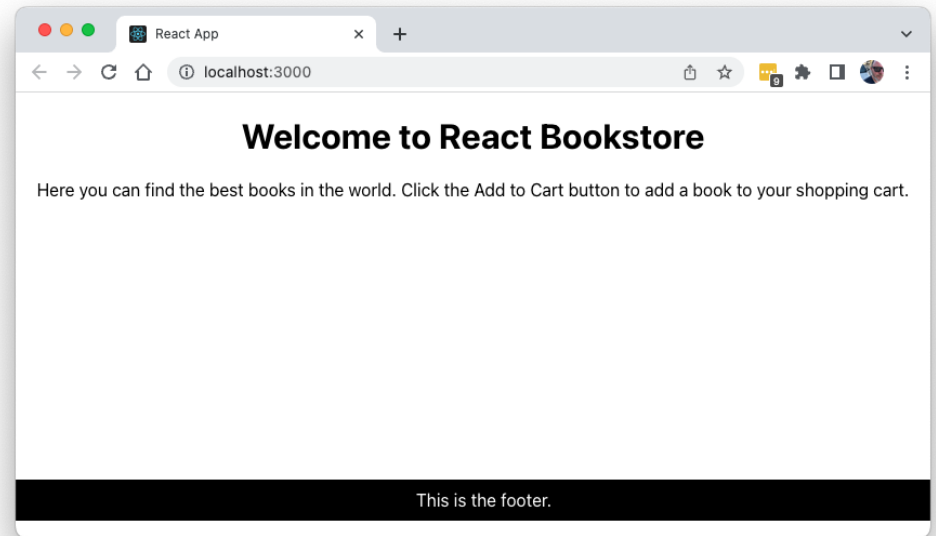 React App
localhost:3000
9
Welcome to React Bookstore
Here you can find the best books in the world. Click the Add to Cart button to add a book to your shopping cart.
This is the footer.